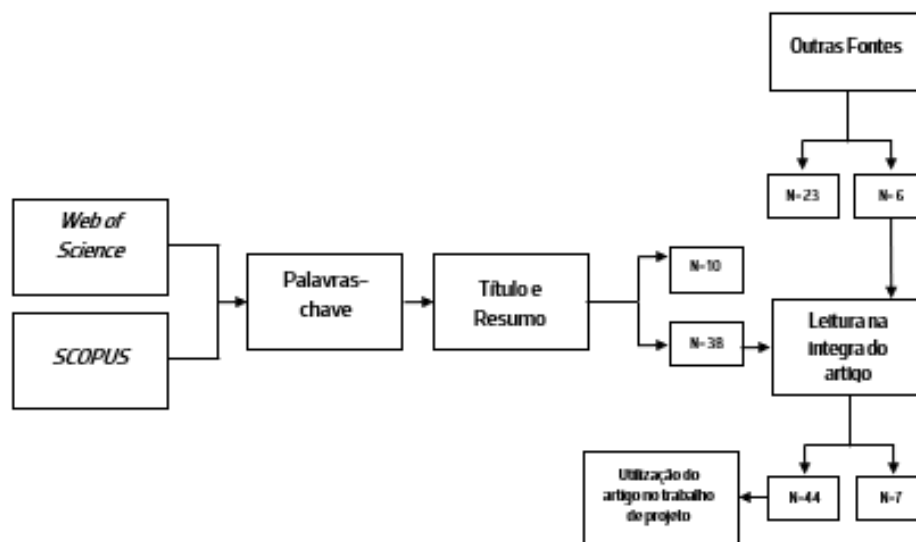 Outras Fontes
N=23
N=6
Web of
Science
SCOPUS
Palavras-
chave
Título e
Resumo
N=10
N=38
Leitura na
integra do
artigo
Utilização do
artigo no trabalho
de projeto
N=44
N=7